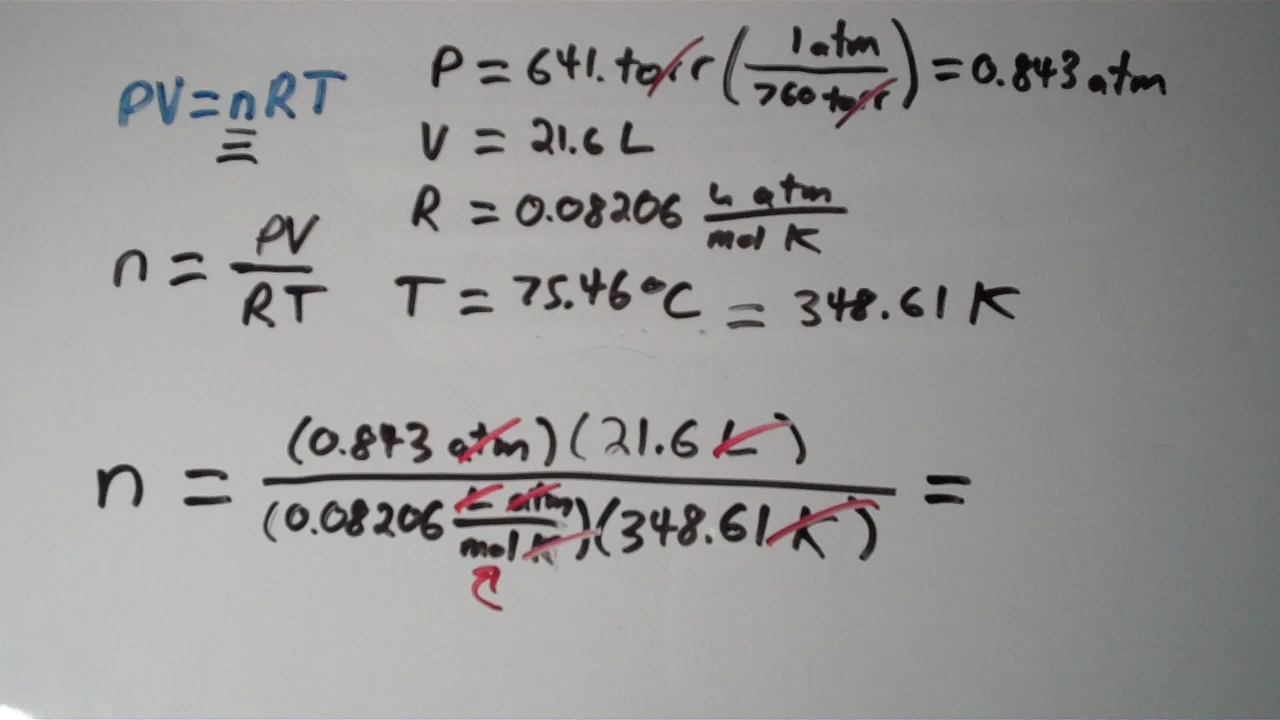 PV=nRT
n = PV/RT
P = 641. torr (1 atm/760 torr) = 0.843 atm
V = 21.6 L
R = 0.08206 L atm/mol K
T = 75.46°C = 348.61 K
n = (0.843 atm)(21.6 L)/(0.08206 L atm/mol K)(348.61 K) =